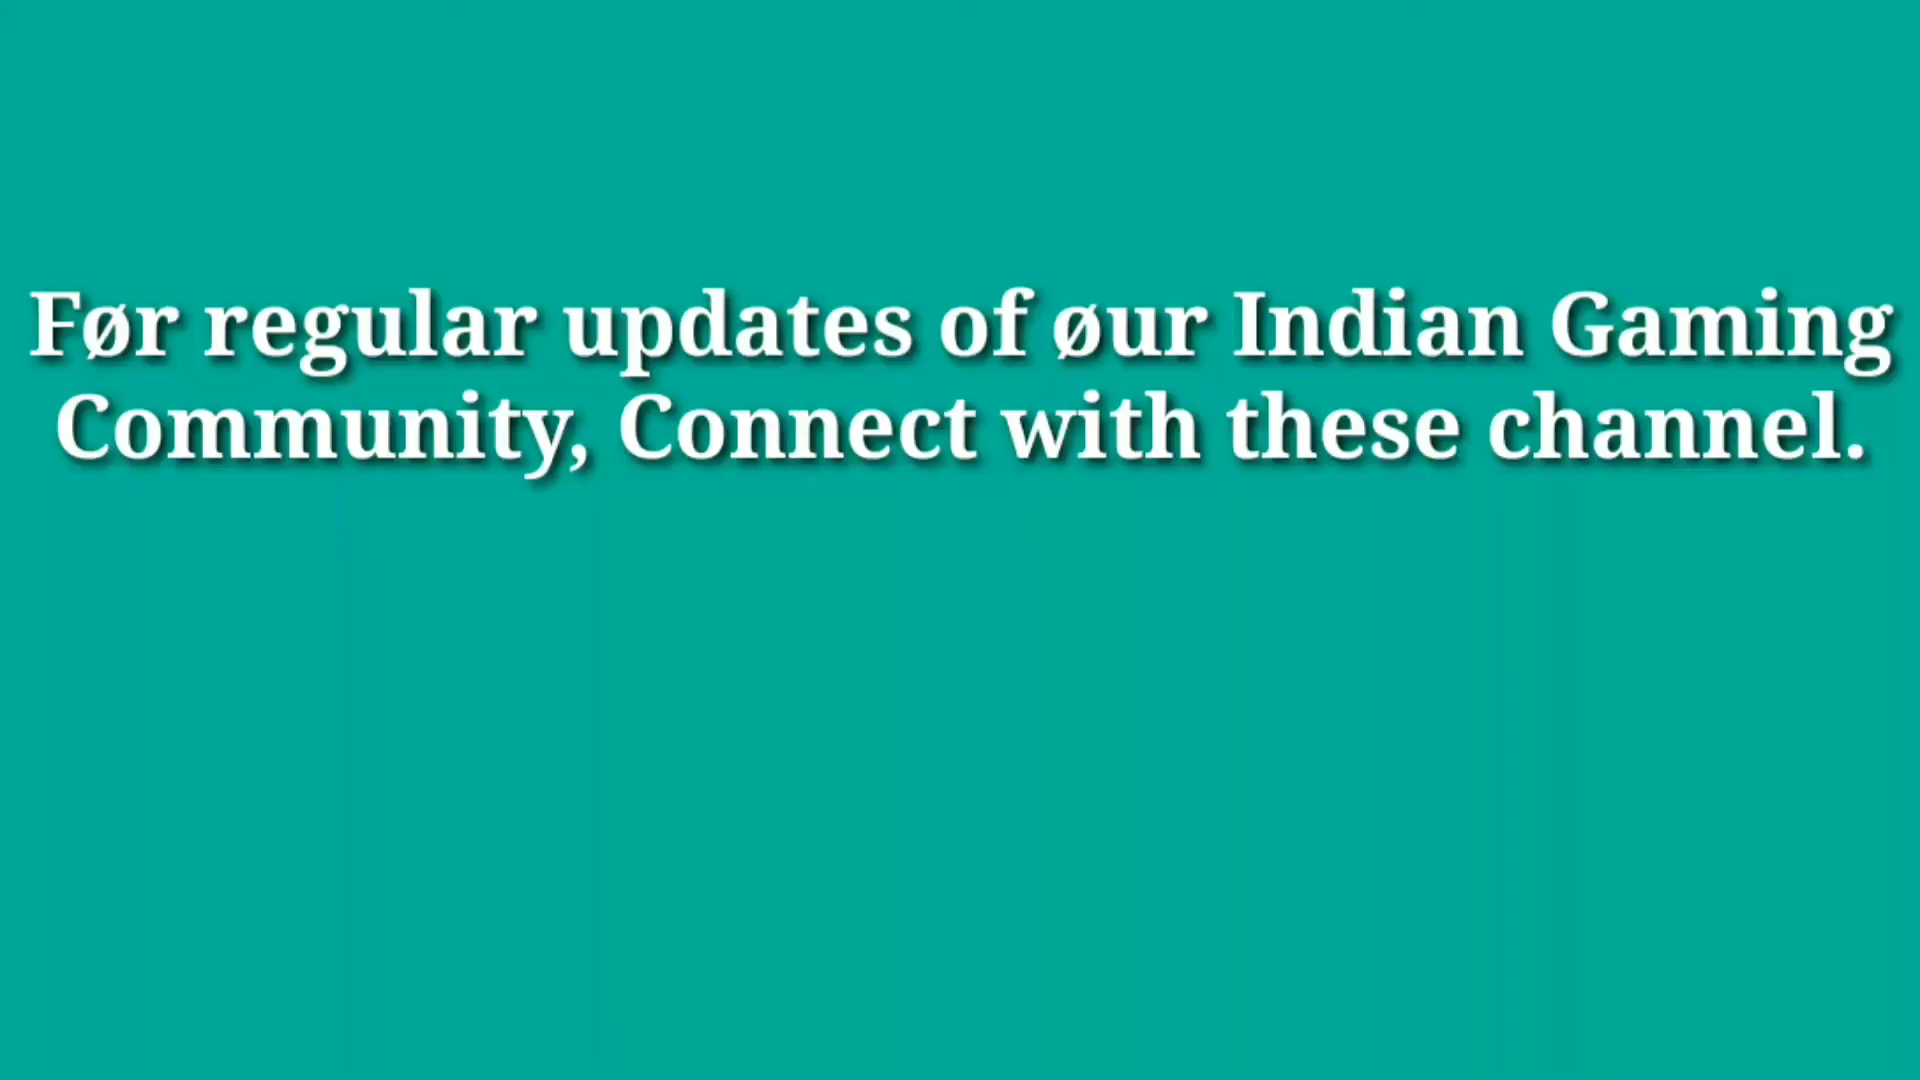 Før regular updates of øur Indian Gaming
Community, Connect with these channel.